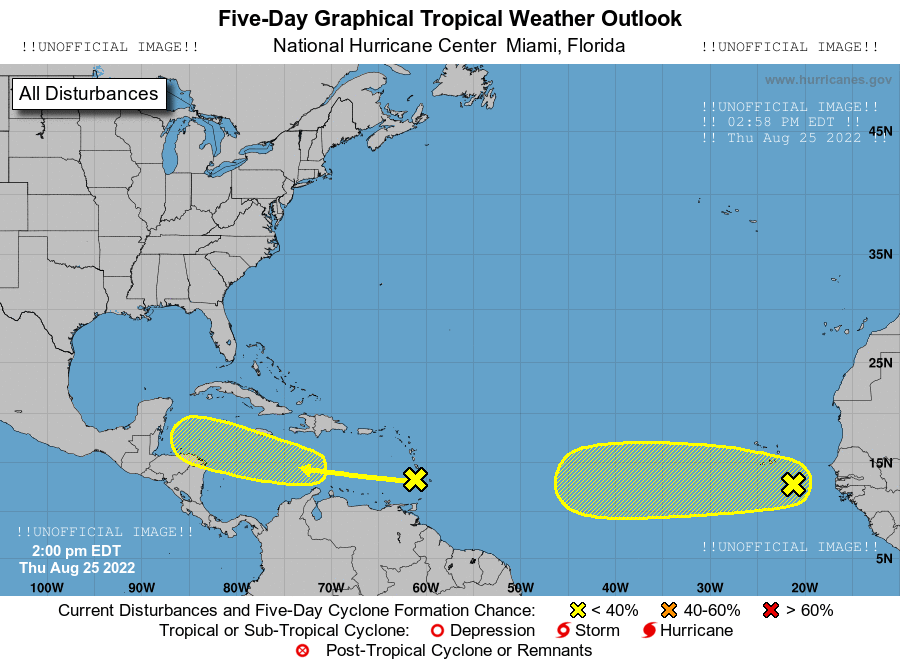 Five-Day Graphical Tropical Weather Outlook
!!UNOFFICIAL IMAGE!! National Hurricane Center Miami, Florida !!UNOFFICIAL IMAGE!!
www.hurricanes.gov
All Disturbances
!!UNOFFICIAL IMAGE!!
!! 02:58 PM EDT !!
!! Thu Aug 25 2022 !!
45N
35N
25N
15N
!!UNOFFICIAL IMAGE!!
!!UNOFFICIAL IMAGE!!
2:00 pm EDT
5N
Thu Aug 25 2022
100W 90W 80W 70W 60W 50W 40W 30W 20W
Current Disturbances and Five-Day Cyclone Formation Chance: < 40% 40-60% > 60%
Tropical or Sub-Tropical Cyclone: Depression Storm Hurricane
Post-Tropical Cyclone or Remnants